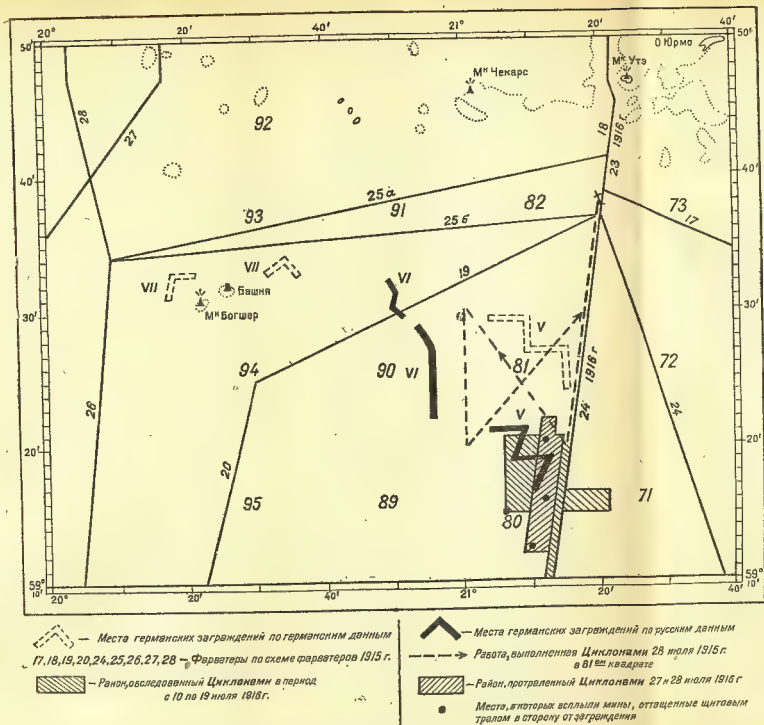 20° 10' 20' 40' 21° 20' 40'
50' 50'
О Юрмо
Мк Чекарс
Мк Утэ
28
27
92
18
1916 г.
23
40' 40'
25 а
93
91
82
73
17
25 б
VII
VII
VI
19
Башня
Мк Богшер
30' 30'
V
94
90
VI
81
72
26
24
1916 г
24
V
20' 20'
20
95
89
80
71
59° 10' 59° 10'
20° 20' 40' 21° 20' 40'
— Места германских заграждений по германским данным
17,18,19,20,24,25,26,27,28 — Фарватеры по схеме фарватеров 1915 г.
— Район, обследованный Циклонами в период
с 10 по 19 июля 1916 г.
— Места германских заграждений по русским данным
— Работа, выполненная Циклонами 28 июля 1915 г.
в 81ом квадрате
— Район, протраленный Циклонами 27 и 28 июля 1916 г
Места, в которых всплыли мины, оттащенные щитовым
тралом в сторону от заграждения